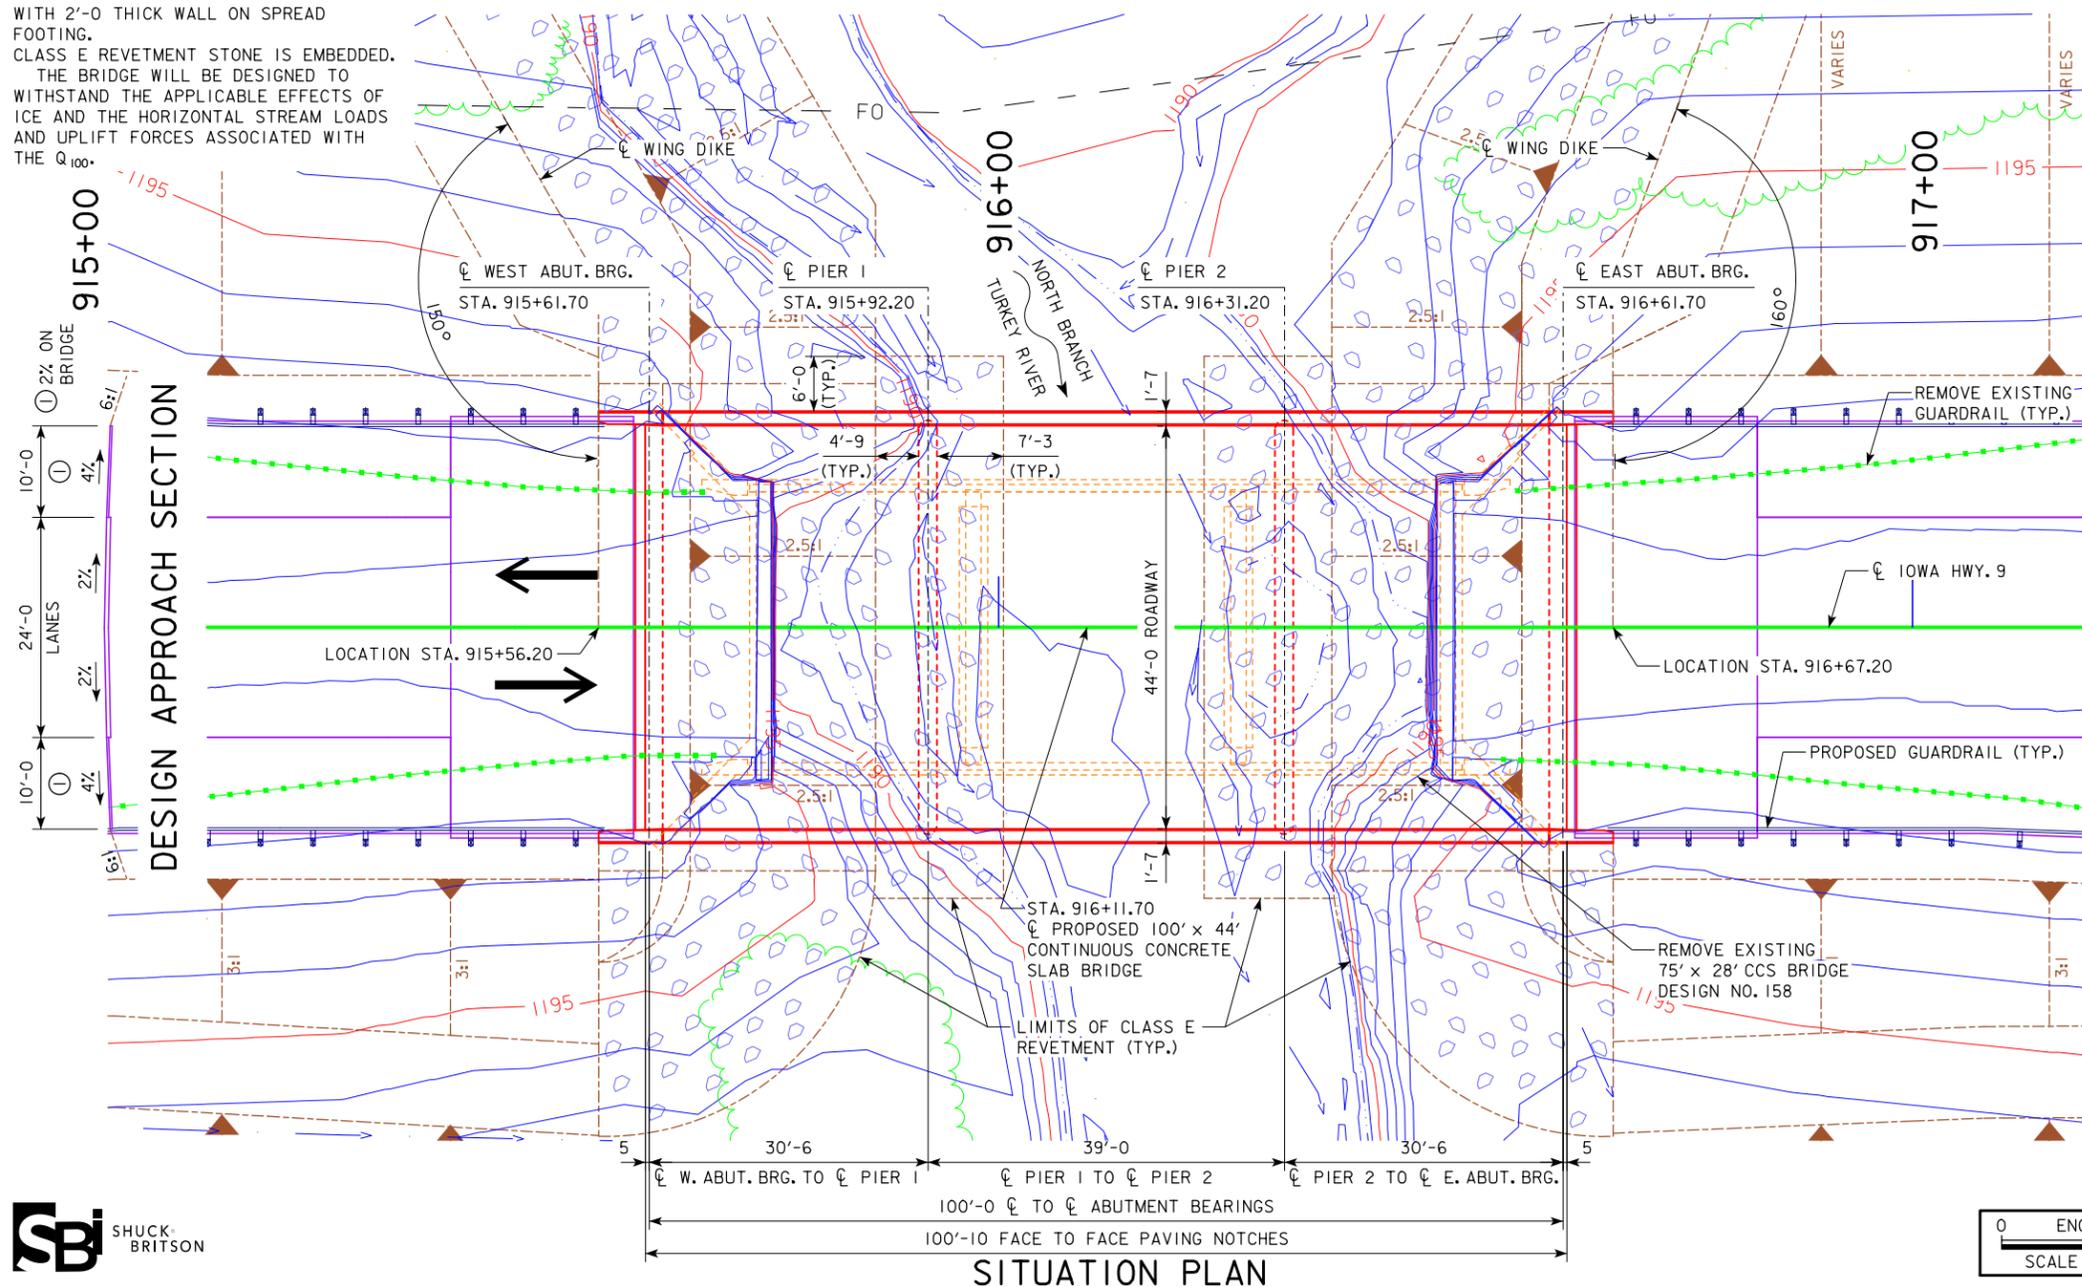 WITH 2'-0 THICK WALL ON SPREAD
FOOTING.
CLASS E REVETMENT STONE IS EMBEDDED.
THE BRIDGE WILL BE DESIGNED TO
WITHSTAND THE APPLICABLE EFFECTS OF
ICE AND THE HORIZONTAL STREAM LOADS
AND UPLIFT FORCES ASSOCIATED WITH
THE Q100.
FO
FO
1190
1190
VARIES
VARIES
2.5:1
℄ WING DIKE
℄ WING DIKE
1195
1195
915+00
916+00
917+00
℄ WEST ABUT.BRG.
STA. 915+61.70
℄ PIER 1
STA. 915+92.20
℄ PIER 2
STA. 916+31.20
℄ EAST ABUT.BRG.
STA. 916+61.70
150°
160°
NORTH BRANCH
TURKEY RIVER
2.5:1
2.5:1
① 2% ON
BRIDGE
6:1
6'-0
(TYP.)
1'-7
REMOVE EXISTING
GUARDRAIL (TYP.)
4'-9
(TYP.)
7'-3
(TYP.)
10'-0
①
4%
24'-0
LANES
2%
2%
10'-0
①
4%
6:1
DESIGN APPROACH SECTION
2.5:1
2.5:1
44'-0 ROADWAY
℄ IOWA HWY. 9
LOCATION STA. 915+56.20
LOCATION STA. 916+67.20
PROPOSED GUARDRAIL (TYP.)
1190
2.5:1
2.5:1
1'-7
STA. 916+11.70
℄ PROPOSED 100' x 44'
CONTINUOUS CONCRETE
SLAB BRIDGE
REMOVE EXISTING
75' x 28' CCS BRIDGE
DESIGN NO. 158
3:1
3:1
3:1
1195
1195
LIMITS OF CLASS E
REVETMENT (TYP.)
5
30'-6
39'-0
30'-6
5
℄ W. ABUT.BRG. TO ℄ PIER 1
℄ PIER 1 TO ℄ PIER 2
℄ PIER 2 TO ℄ E. ABUT.BRG.
100'-0 ℄ TO ℄ ABUTMENT BEARINGS
100'-10 FACE TO FACE PAVING NOTCHES
SITUATION PLAN
SBi
SHUCK-
BRITSON
0
SCALE